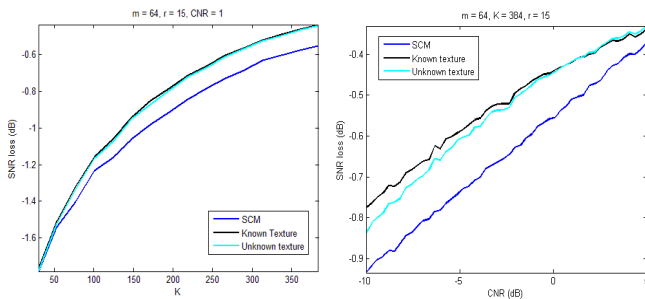 m = 64, r = 15, CNR = 1
-0.6
-0.8
-1
-1.2
-1.4
-1.6
SNR loss (dB)
50 100 150 200 250 300 350
K
SCM
Known Texture
Unknown texture
m = 64, K = 384, r = 15
-0.3
-0.4
-0.5
-0.6
-0.7
-0.8
-0.9
SNR loss (dB)
-10 -5 0 5
CNR (dB)
SCM
Known texture
Unknown texture